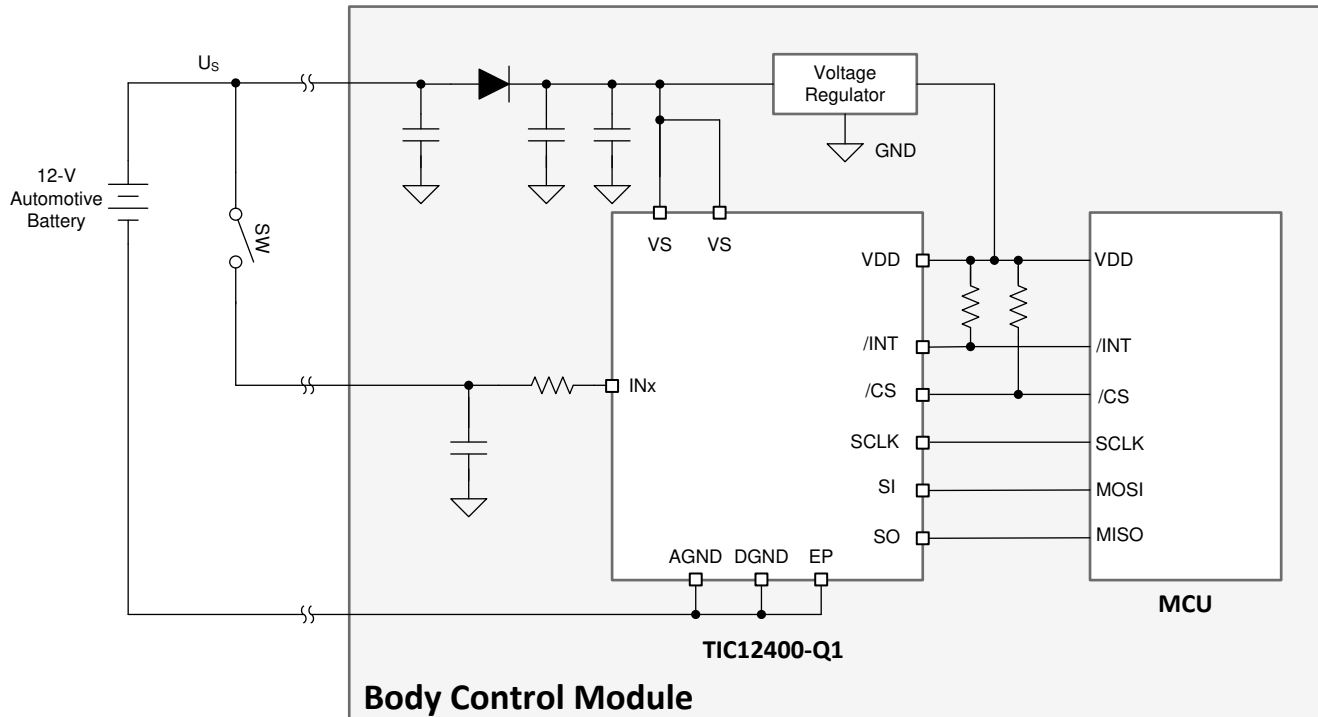 U_S
Voltage
Regulator
GND
12-V
Automotive
Battery
SW
VS
VS
VDD
VDD
/INT
/INT
INx
/CS
/CS
SCLK
SCLK
SI
MOSI
SO
MISO
AGND
DGND
EP
MCU
TIC12400-Q1
Body Control Module